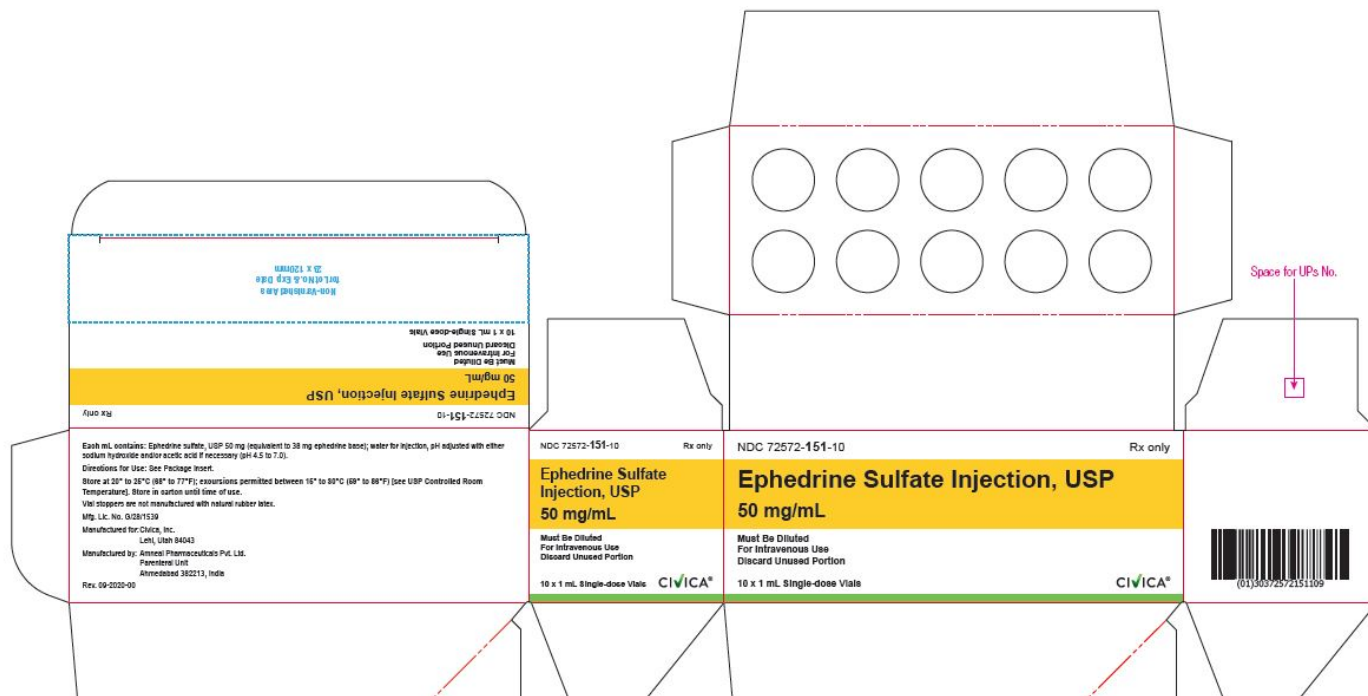 Non-Varnished Area
for Lot No. & Exp. Date
23 x 120mm
10 x 1 mL Single-dose Vials
Must Be Diluted
For Intravenous Use
Discard Unused Portion
50 mg/mL
Ephedrine Sulfate Injection, USP
NDC 72572-151-10 Rx only
Each mL contains: Ephedrine sulfate, USP 50 mg (equivalent to 38 mg ephedrine base); water for injection, pH adjusted with either
sodium hydroxide and/or acetic acid if necessary (pH 4.5 to 7.0).
Directions for Use: See Package Insert.
Store at 20° to 25°C (68° to 77°F); excursions permitted between 15° to 30°C (59° to 86°F) [see USP Controlled Room
Temperature]. Store in carton until time of use.
Vial stoppers are not manufactured with natural rubber latex.
Mfg. Lic. No. G/28/1539
Manufactured for: Civica, Inc.
Lehi, Utah 84043
Manufactured by: Amneal Pharmaceuticals Pvt. Ltd.
Parenteral Unit
Ahmedabad 382213, India
Rev. 09-2020-00
NDC 72572-151-10 Rx only
Ephedrine Sulfate
Injection, USP
50 mg/mL
Must Be Diluted
For Intravenous Use
Discard Unused Portion
10 x 1 mL Single-dose Vials CIVICA®
NDC 72572-151-10 Rx only
Ephedrine Sulfate Injection, USP
50 mg/mL
Must Be Diluted
For Intravenous Use
Discard Unused Portion
10 x 1 mL Single-dose Vials CIVICA®
Space for UPs No.
(01)30372572151109